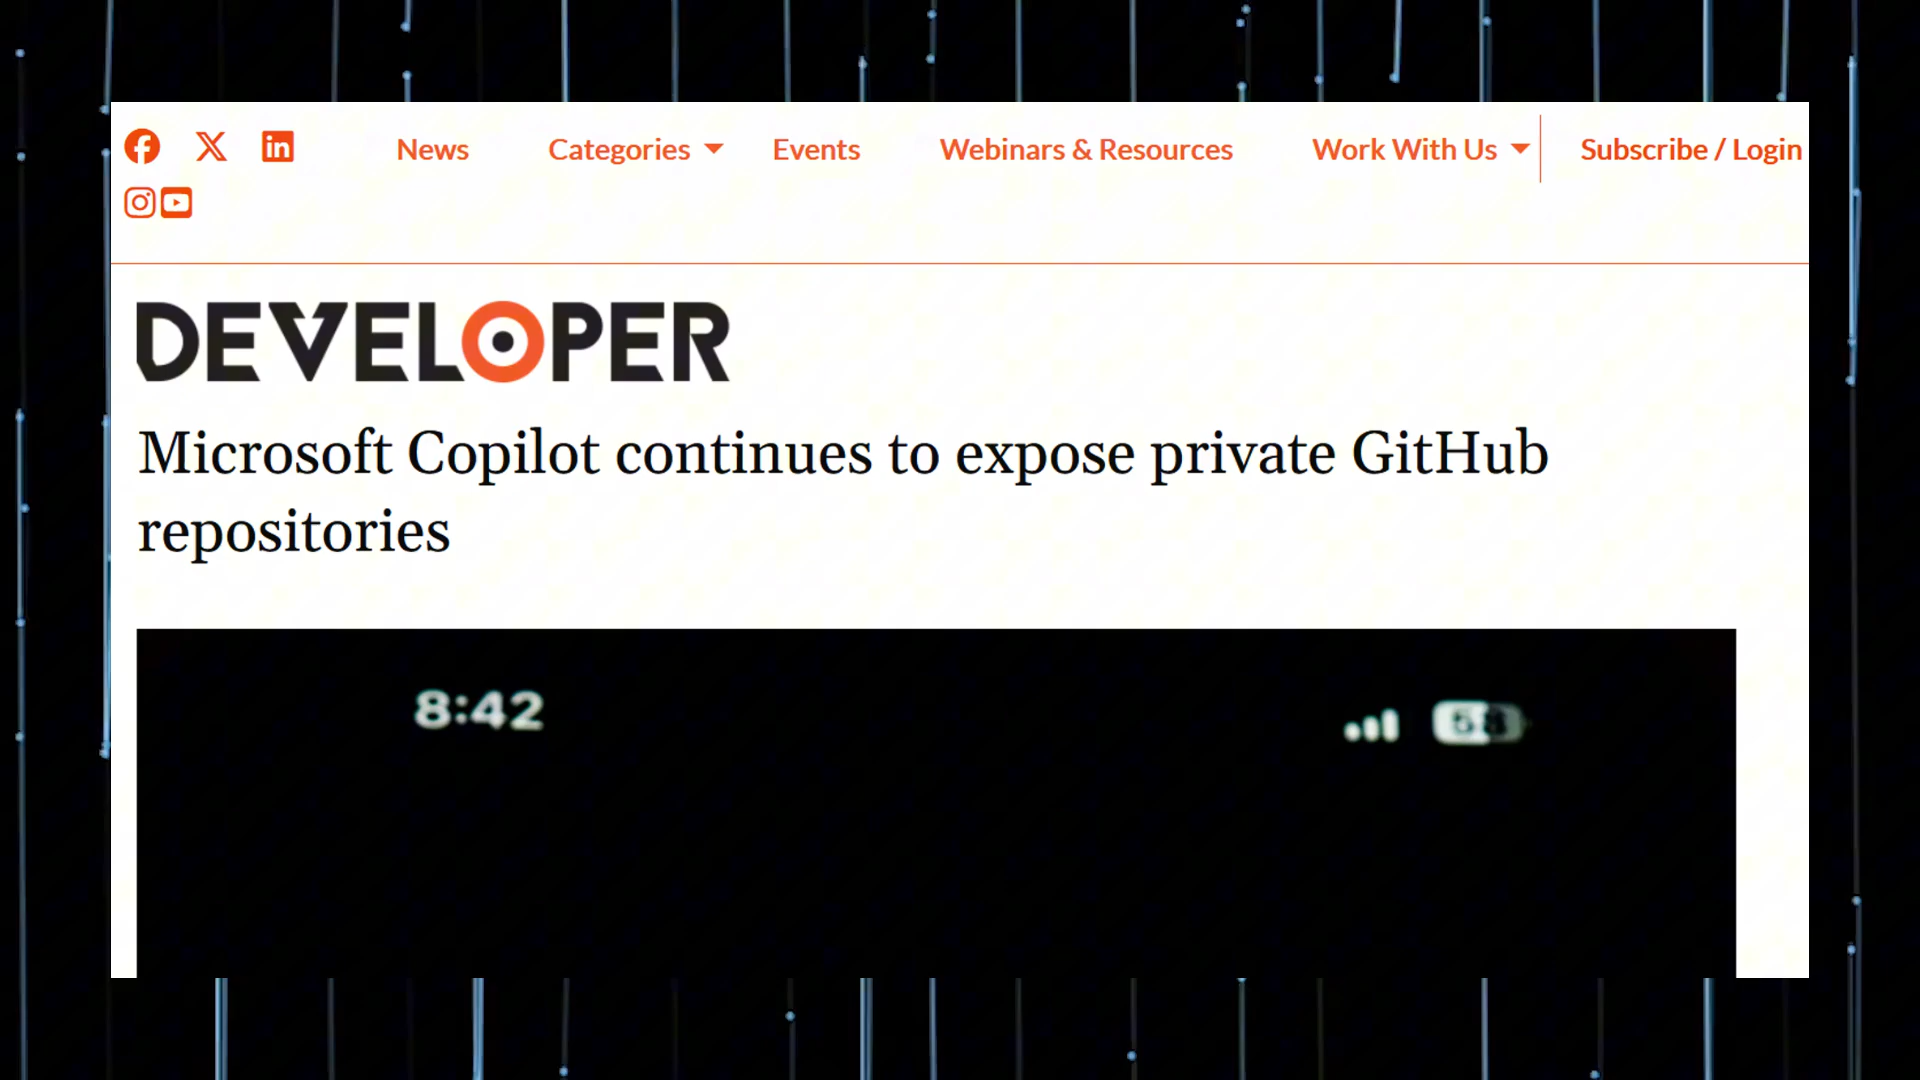 News Categories Events Webinars & Resources Work With Us Subscribe / Login
DEVELOPER
Microsoft Copilot continues to expose private GitHub
repositories
8:42